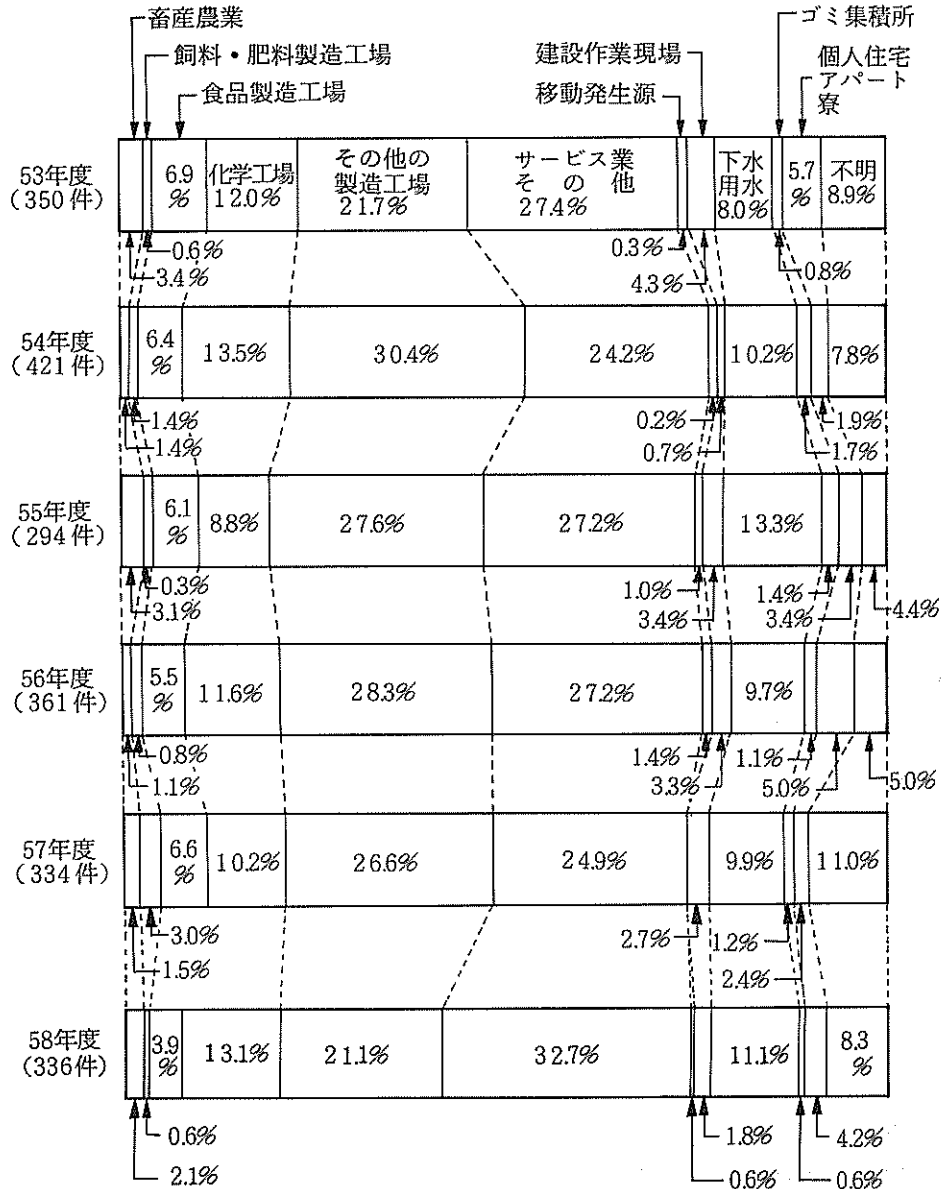 畜産農業
飼料・肥料製造工場
食品製造工場
建設作業現場
移動発生源
ゴミ集積所
個人住宅
アパート
寮
53年度
(350件)
6.9
%
化学工場
12.0%
その他の
製造工場
21.7%
サービス業
その他
27.4%
下水
用水
8.0%
5.7
%
不明
8.9%
0.6%
3.4%
0.3%
4.3%
0.8%
54年度
(421件)
6.4
%
13.5%
30.4%
24.2%
10.2%
7.8%
1.4%
1.4%
0.2%
0.7%
1.9%
1.7%
55年度
(294件)
6.1
%
8.8%
27.6%
27.2%
13.3%
0.3%
3.1%
1.0%
3.4%
1.4%
3.4%
4.4%
56年度
(361件)
5.5
%
11.6%
28.3%
27.2%
9.7%
0.8%
1.1%
1.4%
3.3%
1.1%
5.0%
5.0%
57年度
(334件)
6.6
%
10.2%
26.6%
24.9%
9.9%
11.0%
3.0%
1.5%
2.7%
1.2%
2.4%
58年度
(336件)
3.9
%
13.1%
21.1%
32.7%
11.1%
8.3
%
0.6%
2.1%
1.8%
0.6%
4.2%
0.6%